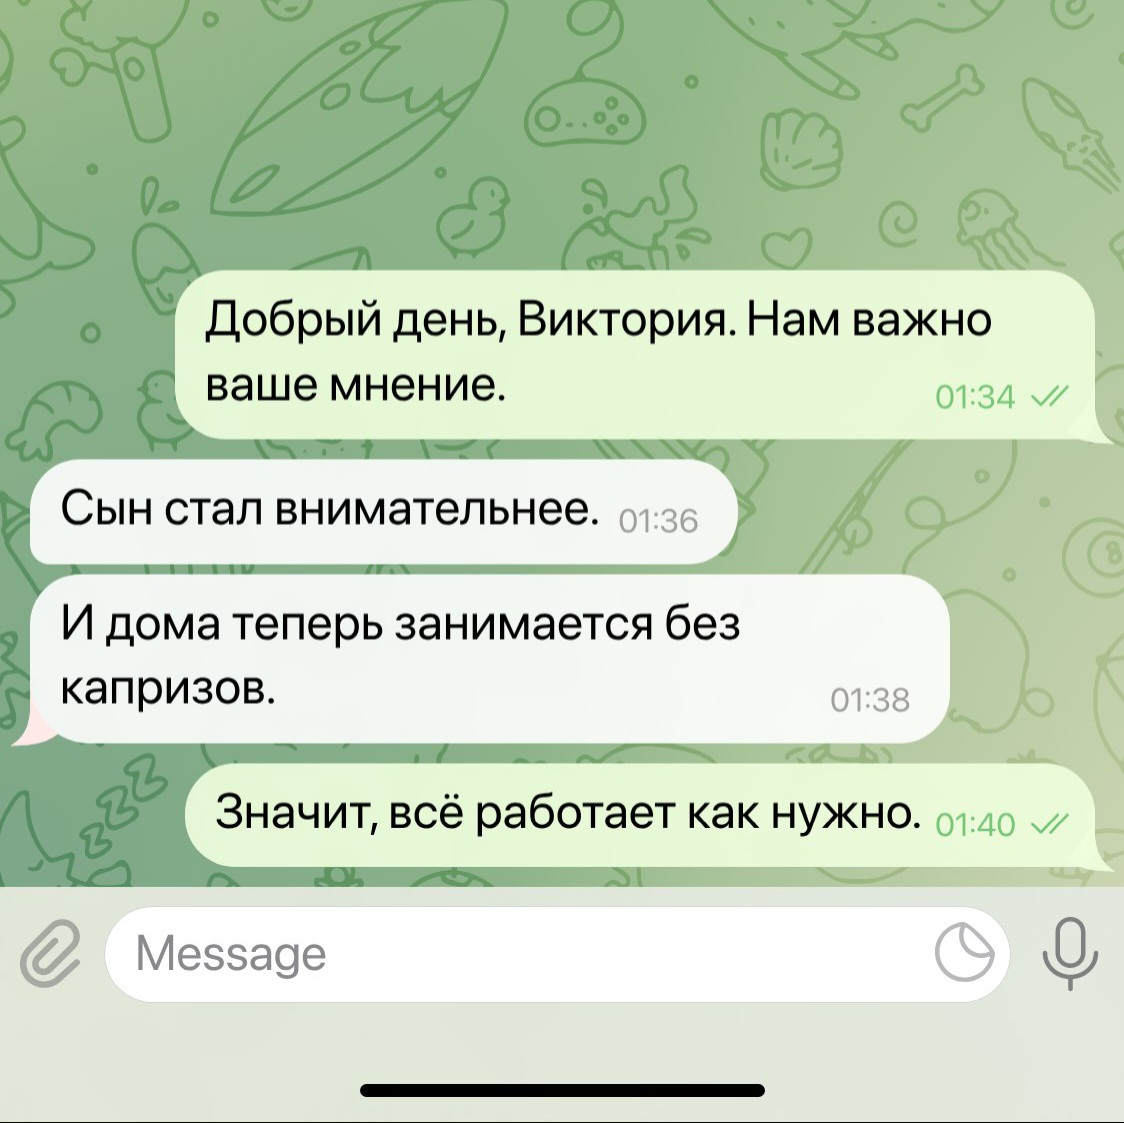 Добрый день, Виктория. Нам важно
ваше мнение.
01:34
Сын стал внимательнее.
01:36
И дома теперь занимается без
капризов.
01:38
Значит, всё работает как нужно.
01:40
Message